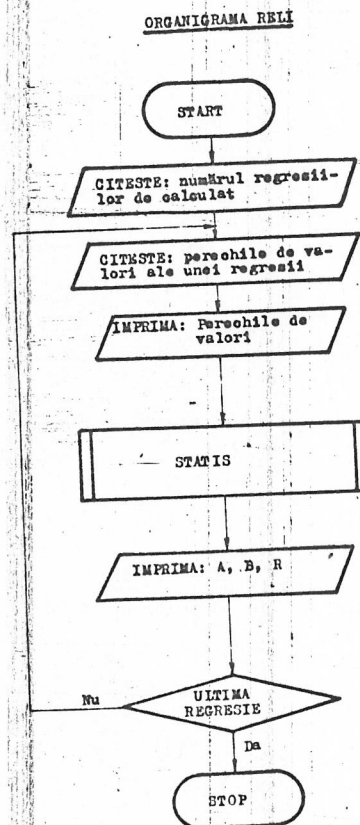 ORGANIGRAMA RELI
START
CITESTE: numărul regresii-
lor de calculat
CITESTE: perechile de va-
lori ale unei regresii
IMPRIMA: Perechile de
valori
STATIS
IMPRIMA: A, B, R
ULTIMA
REGRESIE
Nu
Da
STOP